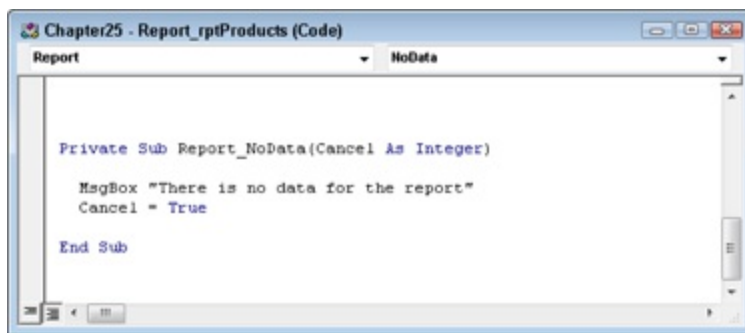 Chapter25 - Report_rptProducts (Code)
Report NoData
Private Sub Report_NoData(Cancel As Integer)
MsgBox "There is no data for the report"
Cancel = True
End Sub